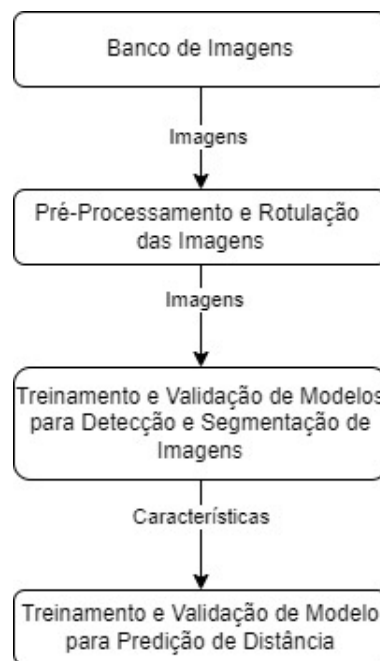 Banco de Imagens
Imagens
Pré-Processamento e Rotulação
das Imagens
Imagens
Treinamento e Validação de Modelos
para Detecção e Segmentação de
Imagens
Características
Treinamento e Validação de Modelo
para Predição de Distância